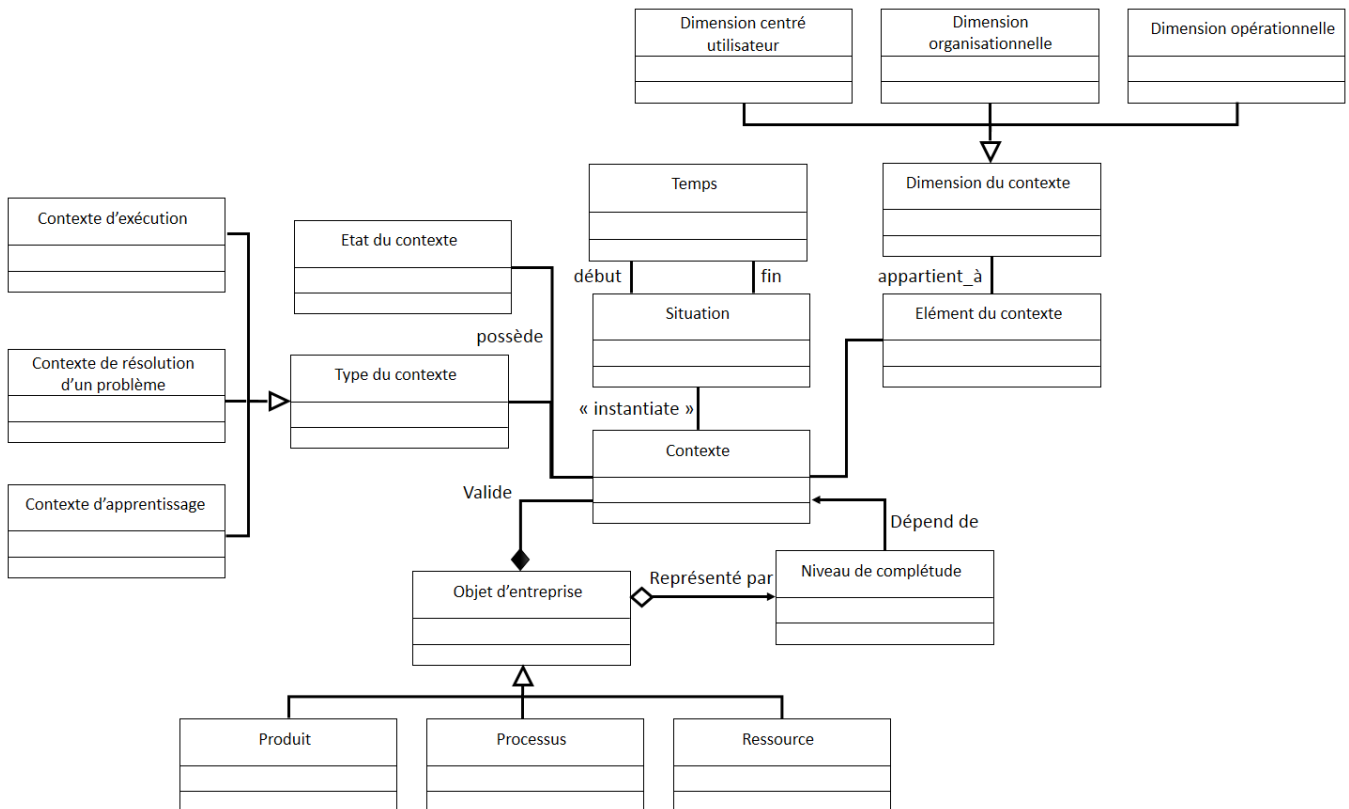 Dimension centré
utilisateur
Dimension
organisationnelle
Dimension opérationnelle
Temps
Dimension du contexte
Contexte d’exécution
Etat du contexte
début
fin
appartient_à
Situation
Elément du contexte
possède
Contexte de résolution
d’un problème
Type du contexte
« instantiate »
Contexte
Valide
Contexte d’apprentissage
Dépend de
Objet d’entreprise
Représenté par
Niveau de complétude
Produit
Processus
Ressource